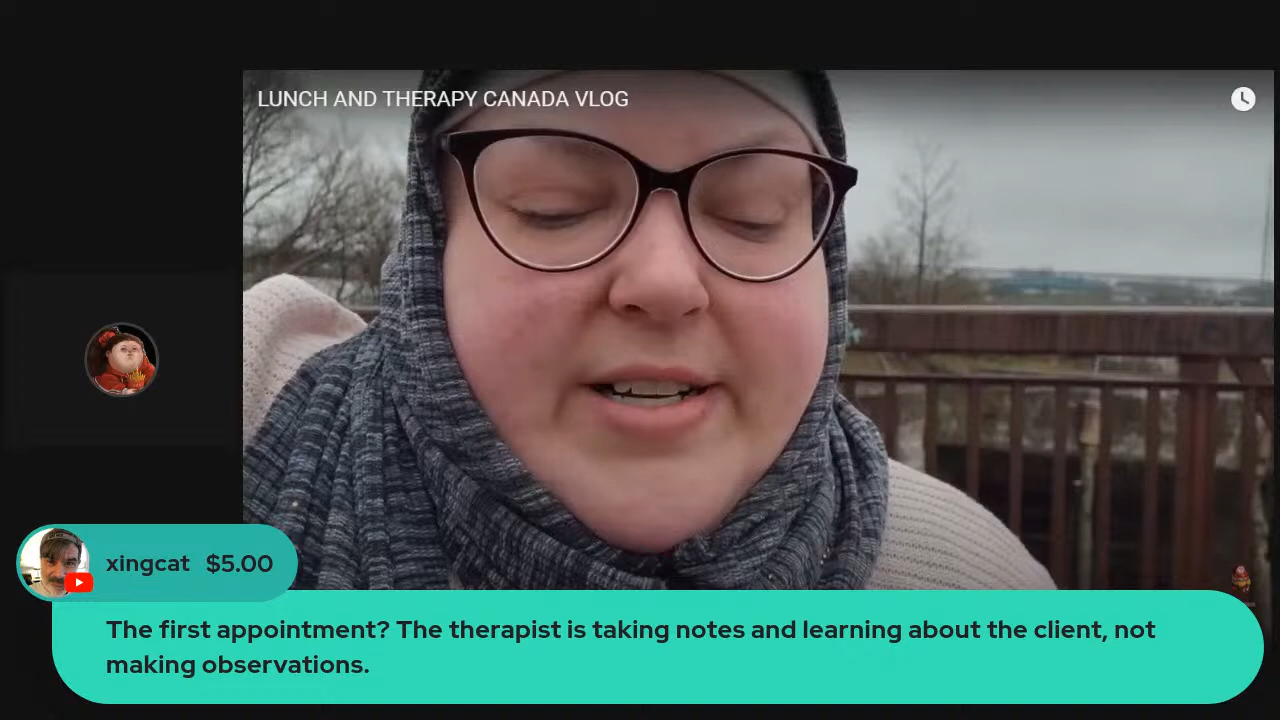 LUNCH AND THERAPY CANADA VLOG
xingcat $5.00
The first appointment? The therapist is taking notes and learning about the client, not
making observations.